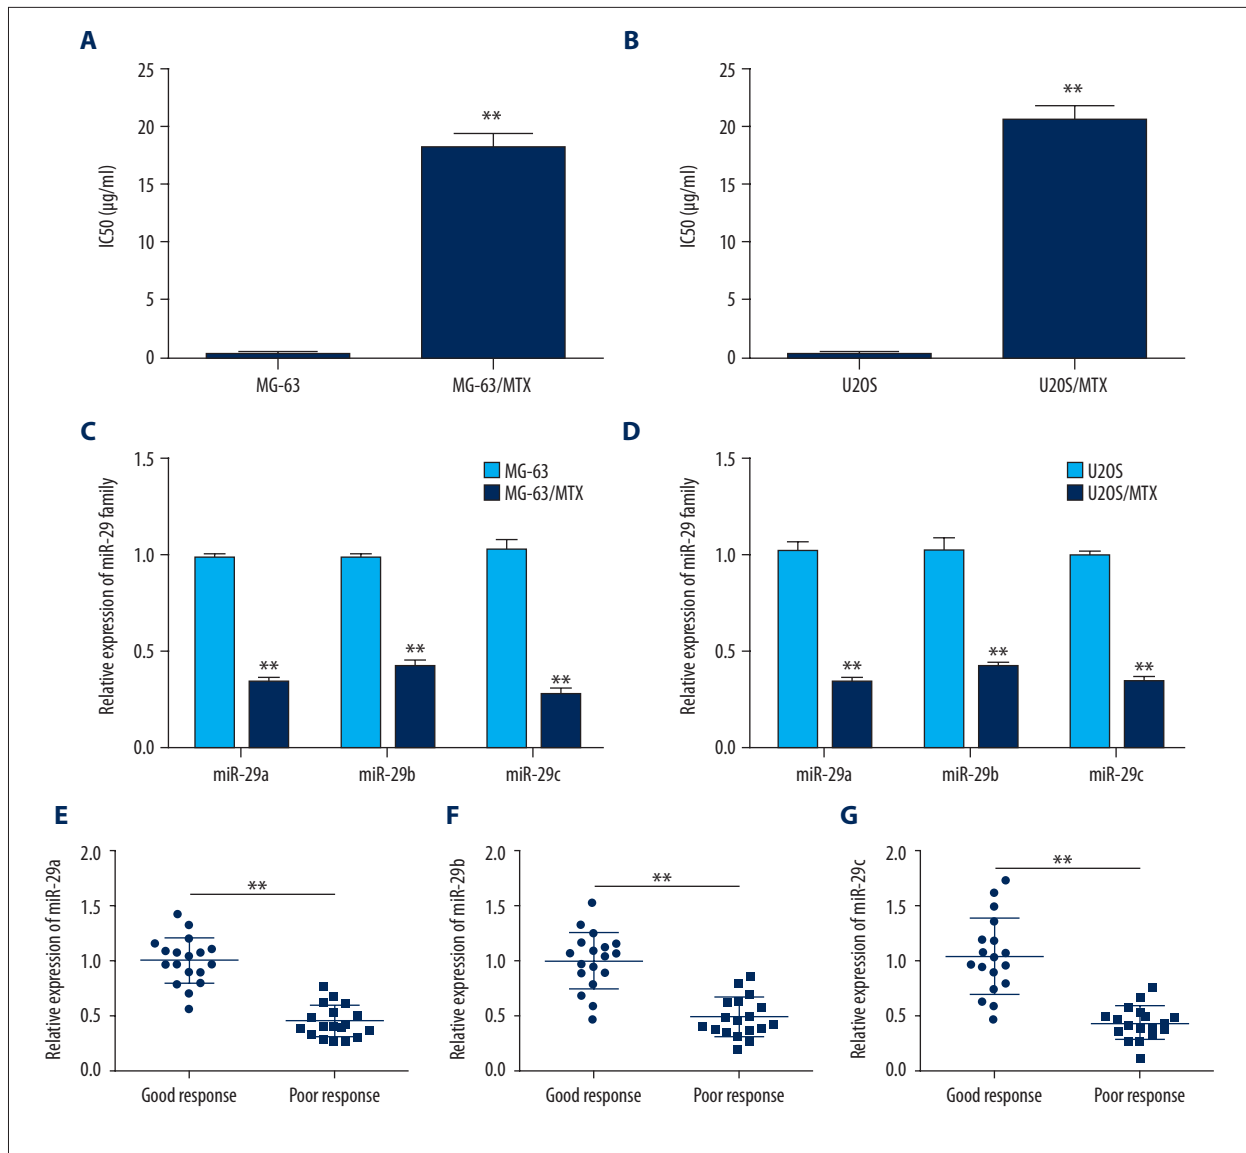 A
B
25
20
15
10
5
0
IC50 (µg/ml)
**
MG-63
MG-63/MTX
25
20
15
10
5
0
IC50 (µg/ml)
**
U2OS
U2OS/MTX
C
D
1.5
1.0
0.5
0.0
Relative expression of miR-29 family
MG-63
MG-63/MTX
**
**
**
miR-29a
miR-29b
miR-29c
1.5
1.0
0.5
0.0
Relative expression of miR-29 family
U2OS
U2OS/MTX
**
**
**
miR-29a
miR-29b
miR-29c
E
F
G
2.0
1.5
1.0
0.5
0.0
Relative expression of miR-29a
**
Good response
Poor response
2.0
1.5
1.0
0.5
0.0
Relative expression of miR-29b
**
Good response
Poor response
2.0
1.5
1.0
0.5
0.0
Relative expression of miR-29c
**
Good response
Poor response